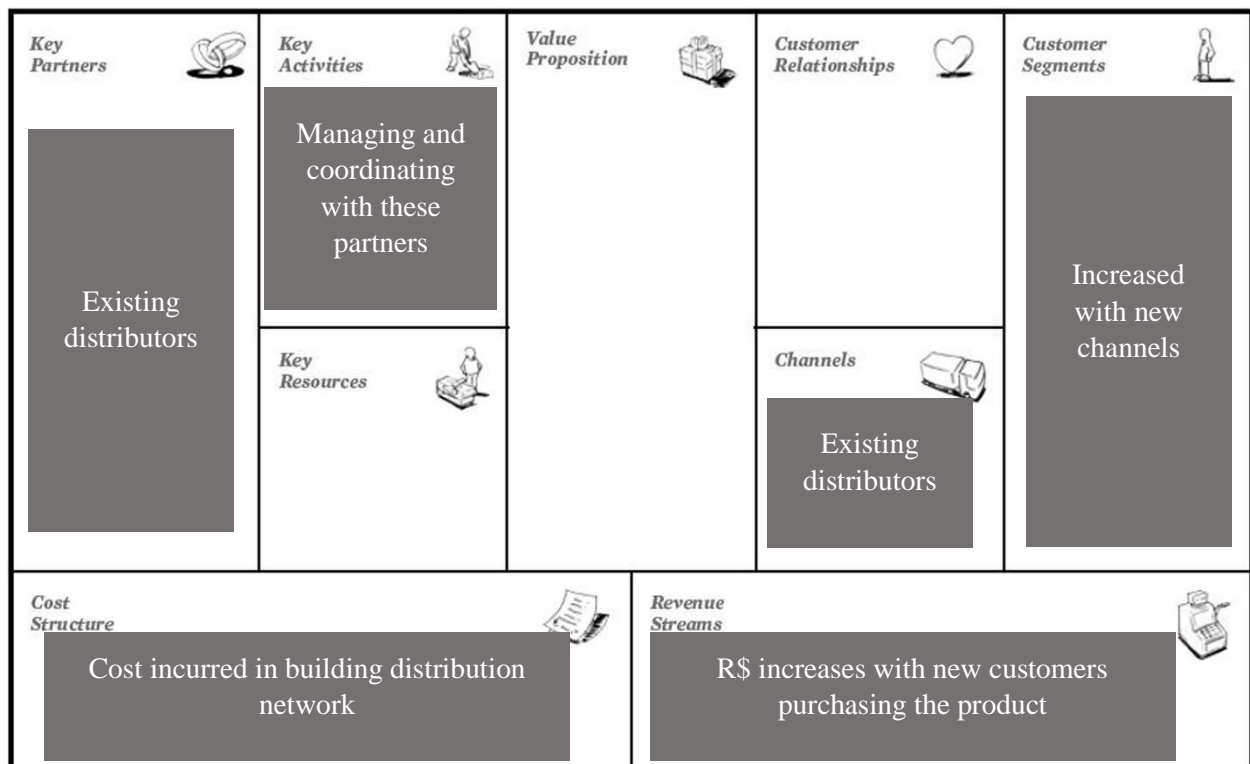 Key
Partners
Existing
distributors
Key
Activities
Managing and
coordinating
with these
partners
Key
Resources
Value
Proposition
Customer
Relationships
Channels
Existing
distributors
Customer
Segments
Increased
with new
channels
Cost
Structure
Cost incurred in building distribution
network
Revenue
Streams
R$ increases with new customers
purchasing the product